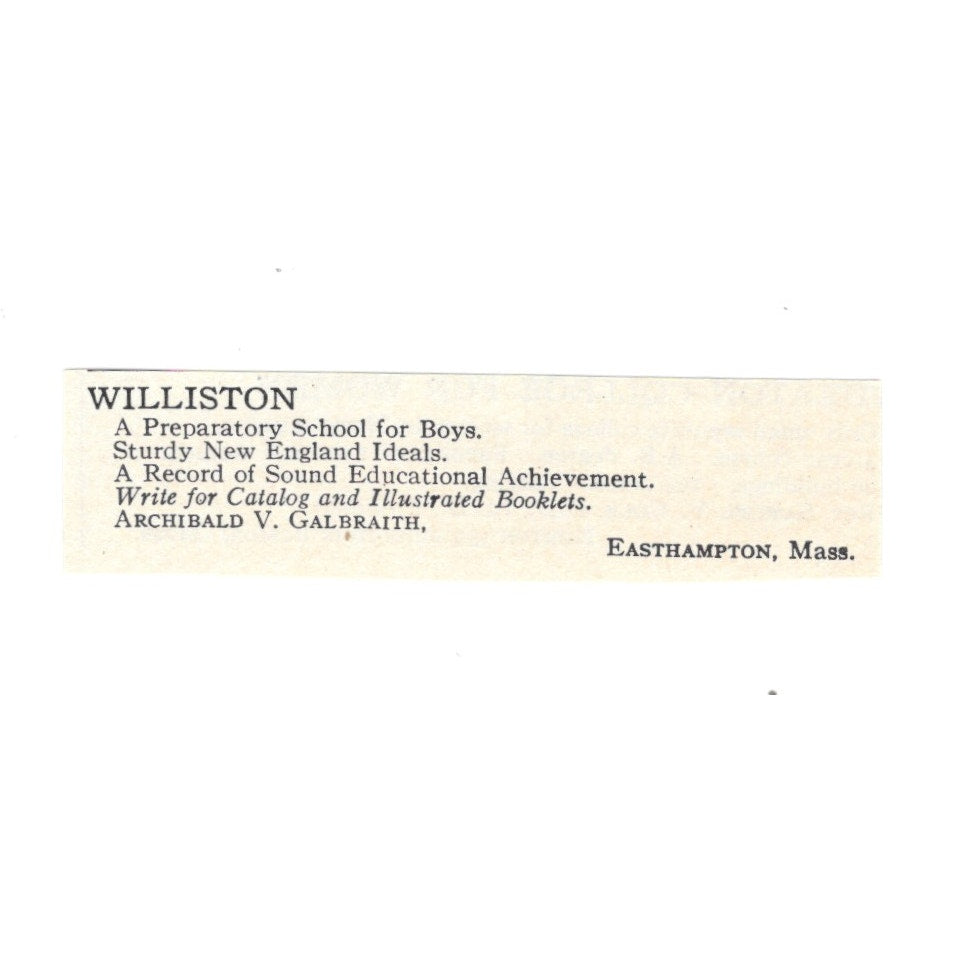 WILLISTON
A Preparatory School for Boys.
Sturdy New England Ideals.
A Record of Sound Educational Achievement.
Write for Catalog and Illustrated Booklets.
ARCHIBALD V. GALBRAITH,
EASTHAMPTON, Mass.